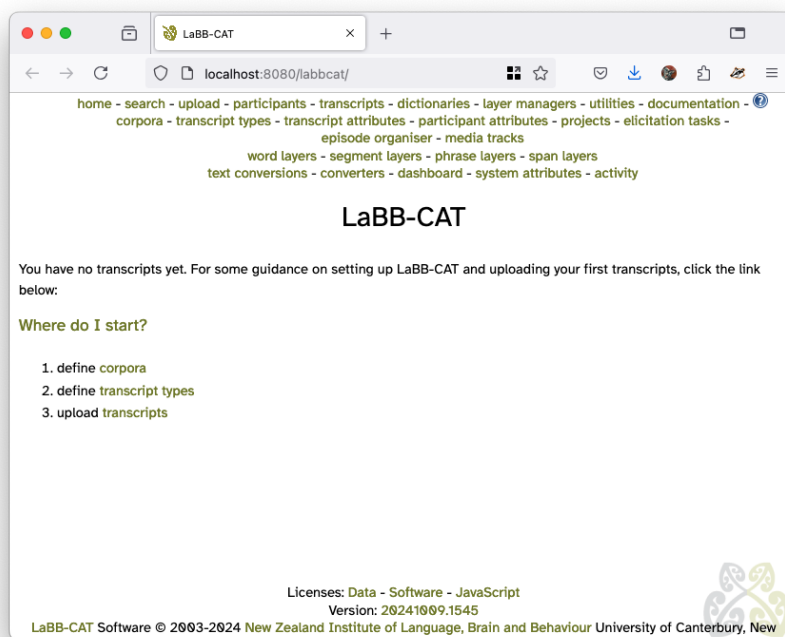 LaBB-CAT
localhost:8080/labbcat/
home - search - upload - participants - transcripts - dictionaries - layer managers - utilities - documentation -
corpora - transcript types - transcript attributes - participant attributes - projects - elicitation tasks -
episode organiser - media tracks
word layers - segment layers - phrase layers - span layers
text conversions - converters - dashboard - system attributes - activity
LaBB-CAT
You have no transcripts yet. For some guidance on setting up LaBB-CAT and uploading your first transcripts, click the link
below:
Where do I start?
1. define corpora
2. define transcript types
3. upload transcripts
Licenses: Data - Software - JavaScript
Version: 20241009.1545
LaBB-CAT Software © 2003-2024 New Zealand Institute of Language, Brain and Behaviour University of Canterbury, New